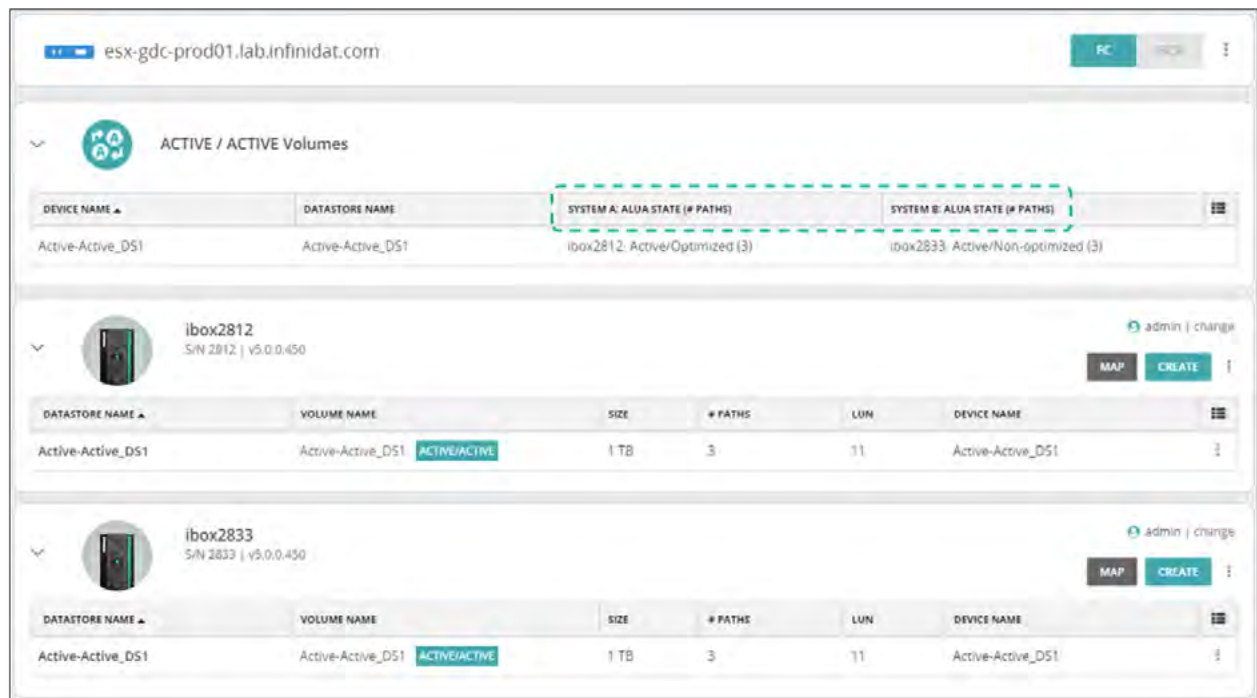 esx-gdc-prod01.lab.infinidat.com FC
ACTIVE / ACTIVE Volumes
DEVICE NAME DATASTORE NAME SYSTEM A: ALUA STATE (# PATHS) SYSTEM B: ALUA STATE (# PATHS)
Active-Active_DS1 Active-Active_DS1 ibox2812: Active/Optimized (3) ibox2833: Active/Non-optimized (3)
ibox2812 admin | change
S/N 2812 | v5.0.0.450
MAP CREATE
DATASTORE NAME VOLUME NAME SIZE # PATHS LUN DEVICE NAME
Active-Active_DS1 Active-Active_DS1 ACTIVE/ACTIVE 1 TB 3 11 Active-Active_DS1
ibox2833 admin | change
S/N 2833 | v5.0.0.450
MAP CREATE
DATASTORE NAME VOLUME NAME SIZE # PATHS LUN DEVICE NAME
Active-Active_DS1 Active-Active_DS1 ACTIVE/ACTIVE 1 TB 3 11 Active-Active_DS1